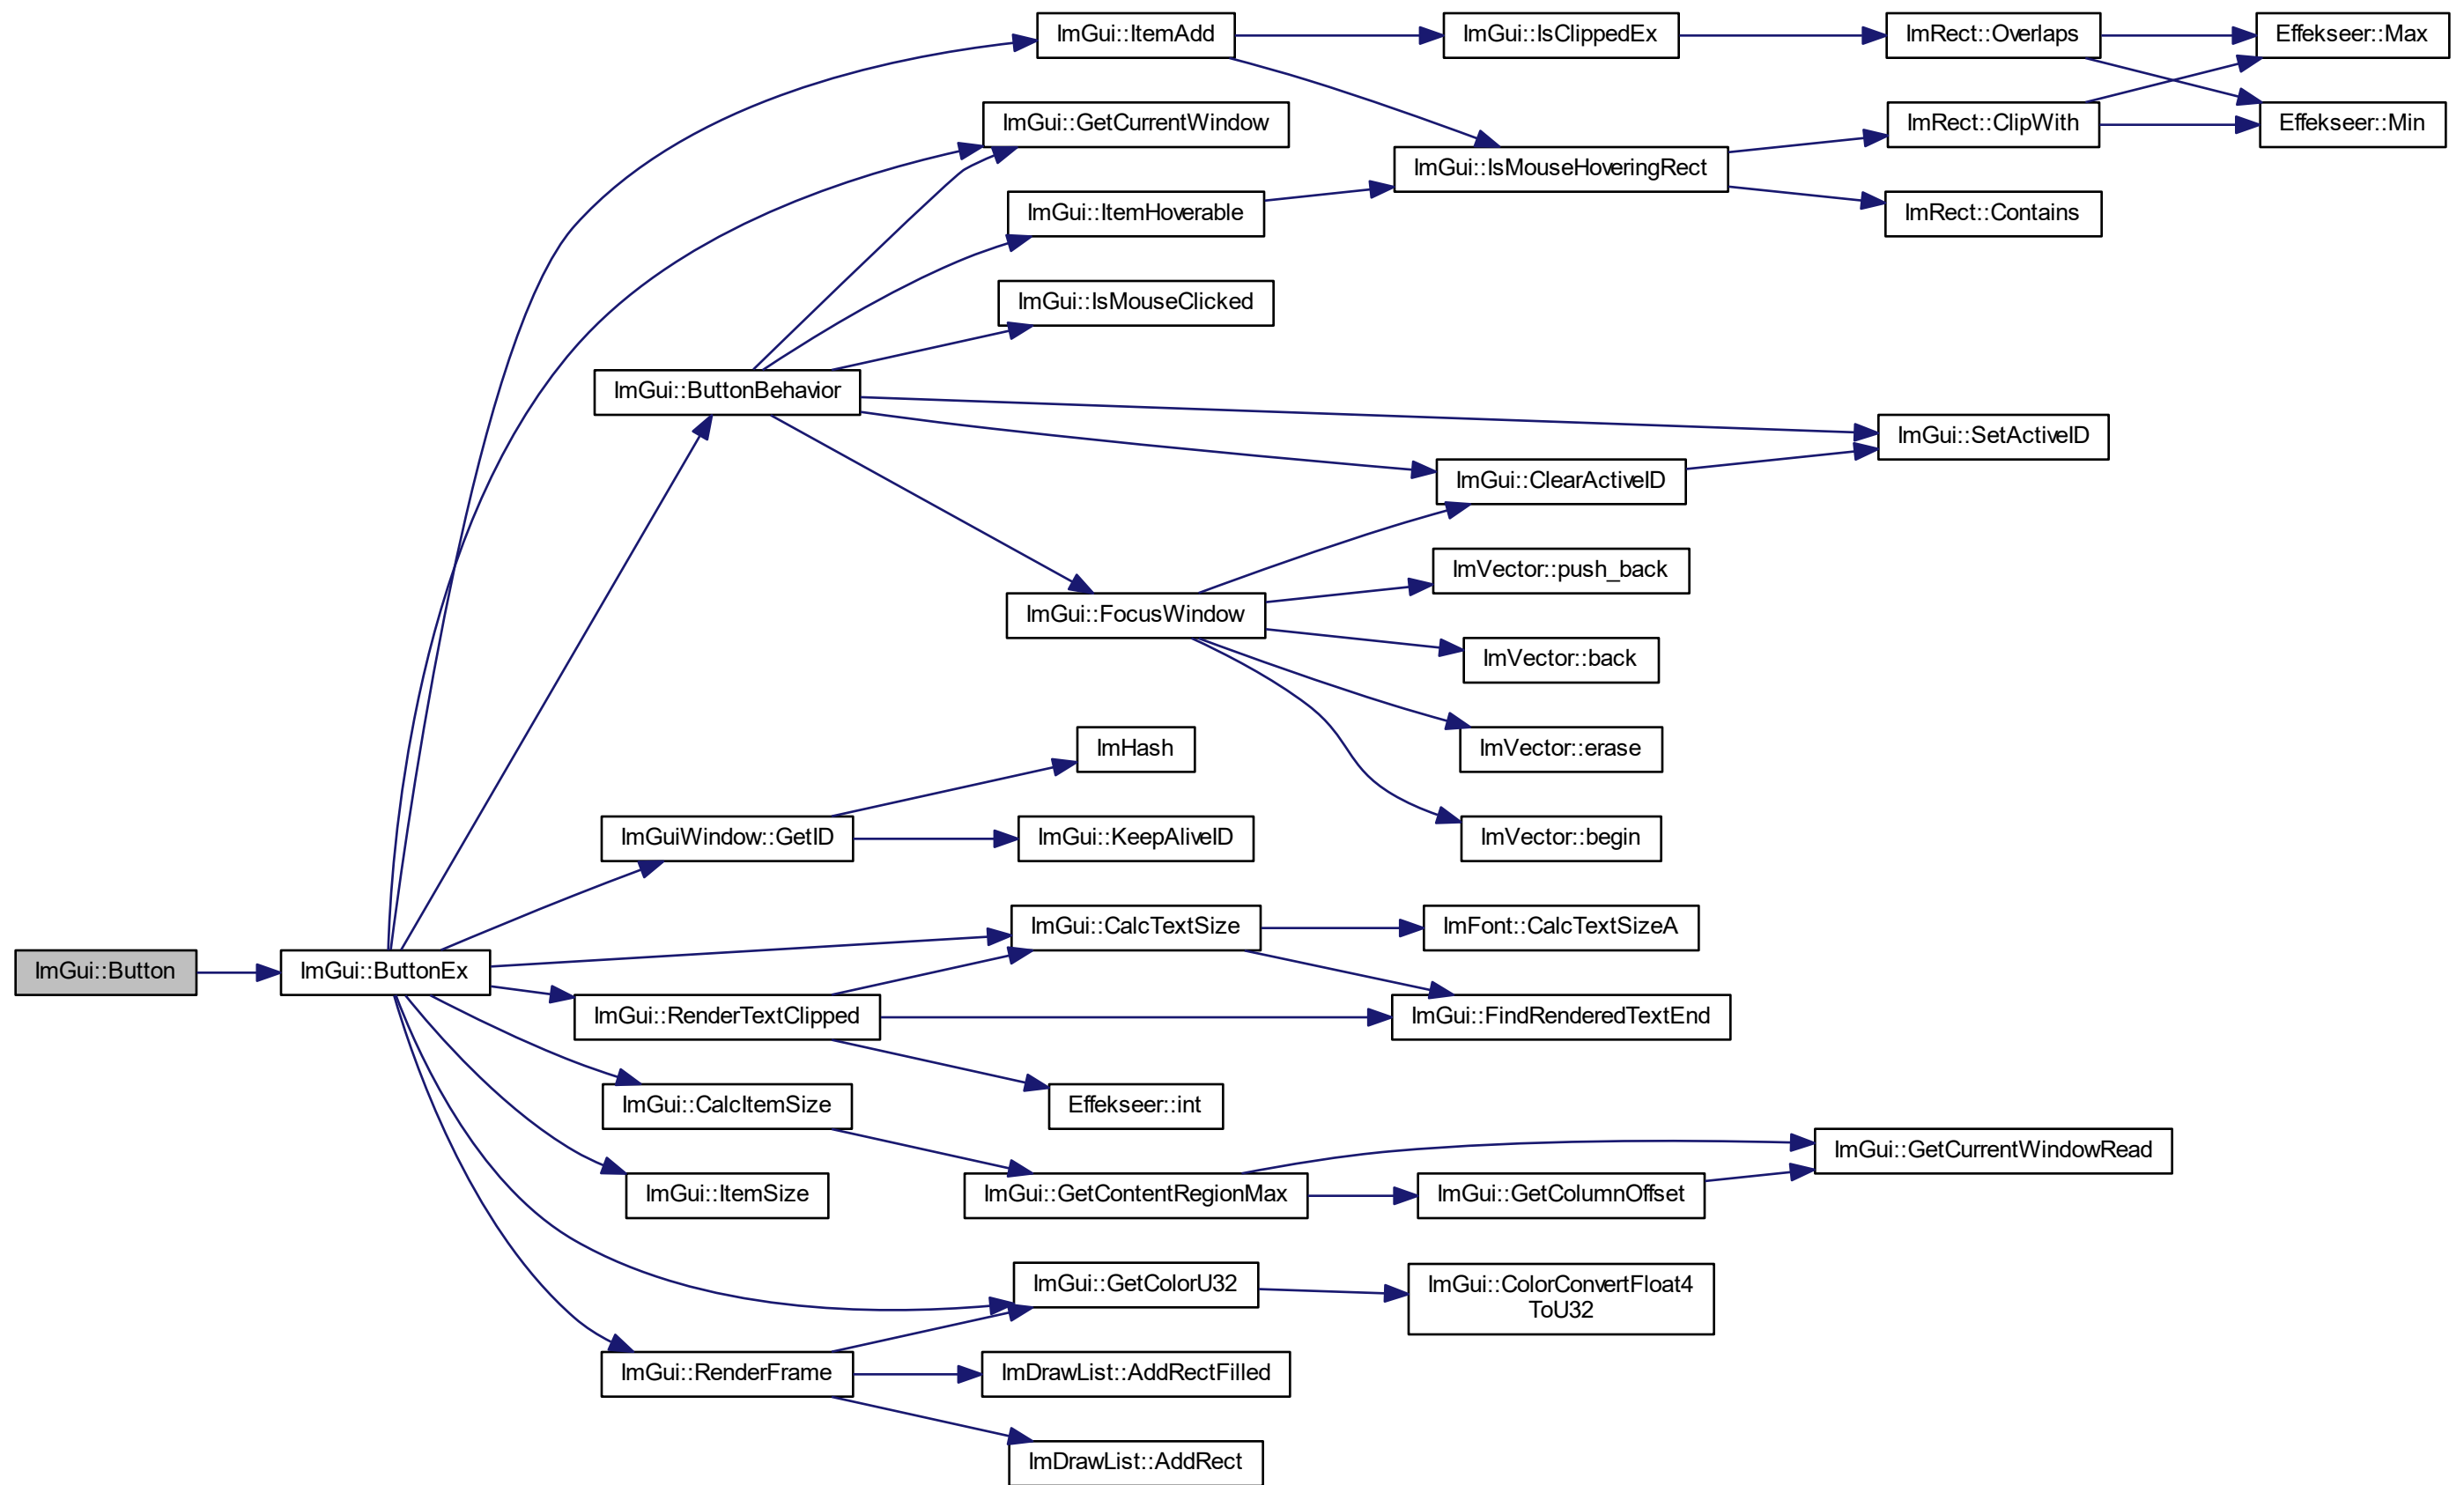 ImGui::Button
ImGui::ButtonEx
ImGui::ItemAdd
ImGui::IsClippedEx
ImRect::Overlaps
Effekseer::Max
ImGui::GetCurrentWindow
ImRect::ClipWith
Effekseer::Min
ImGui::IsMouseHoveringRect
ImGui::ItemHoverable
ImRect::Contains
ImGui::IsMouseClicked
ImGui::ButtonBehavior
ImGui::SetActiveID
ImGui::ClearActiveID
ImVector::push_back
ImGui::FocusWindow
ImVector::back
ImHash
ImVector::erase
ImGuiWindow::GetID
ImGui::KeepAliveID
ImVector::begin
ImGui::CalcTextSize
ImFont::CalcTextSizeA
ImGui::RenderTextClipped
ImGui::FindRenderedTextEnd
ImGui::CalcItemSize
Effekseer::int
ImGui::GetCurrentWindowRead
ImGui::ItemSize
ImGui::GetContentRegionMax
ImGui::GetColumnOffset
ImGui::GetColorU32
ImGui::ColorConvertFloat4
ToU32
ImGui::RenderFrame
ImDrawList::AddRectFilled
ImDrawList::AddRect